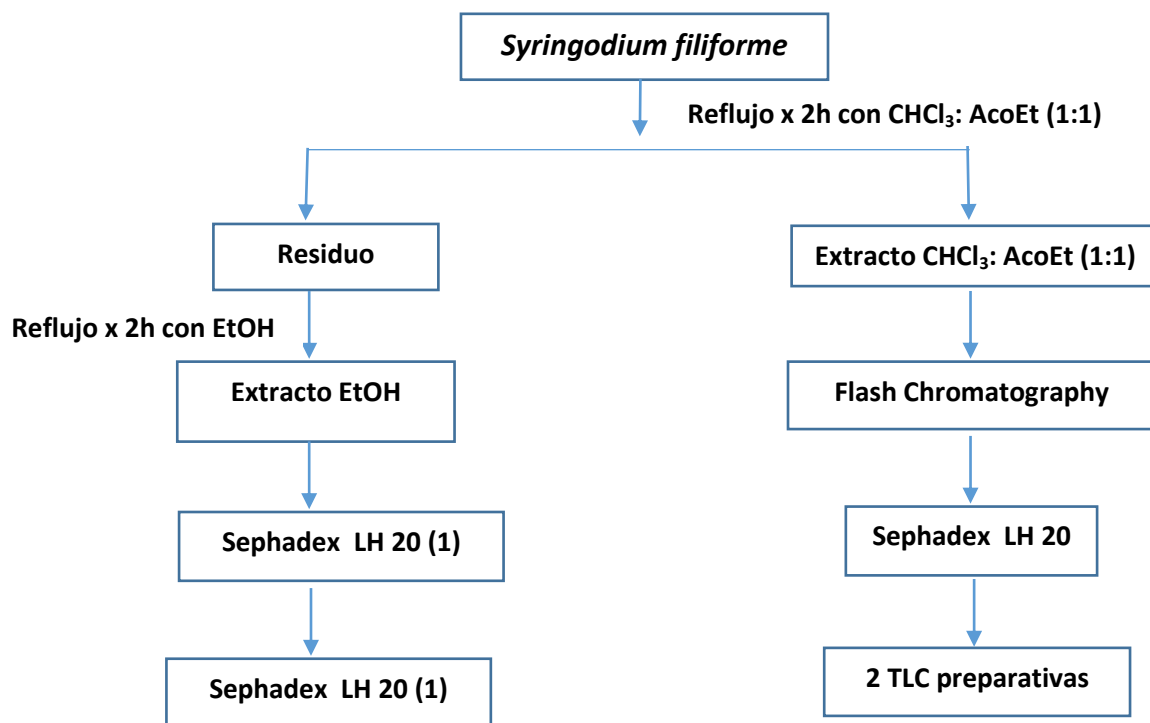 Syringodium filiforme
Reflujo x 2h con CHCl₃: AcoEt (1:1)
Residuo
Extracto CHCl₃: AcoEt (1:1)
Reflujo x 2h con EtOH
Extracto EtOH
Flash Chromatography
Sephadex LH 20 (1)
Sephadex LH 20
Sephadex LH 20 (1)
2 TLC preparativas